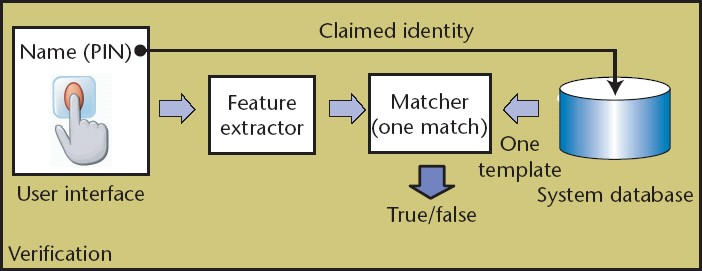 Claimed identity
Name (PIN)
Feature
extractor
Matcher
(one match)
One
template
User interface
System database
True/false
Verification